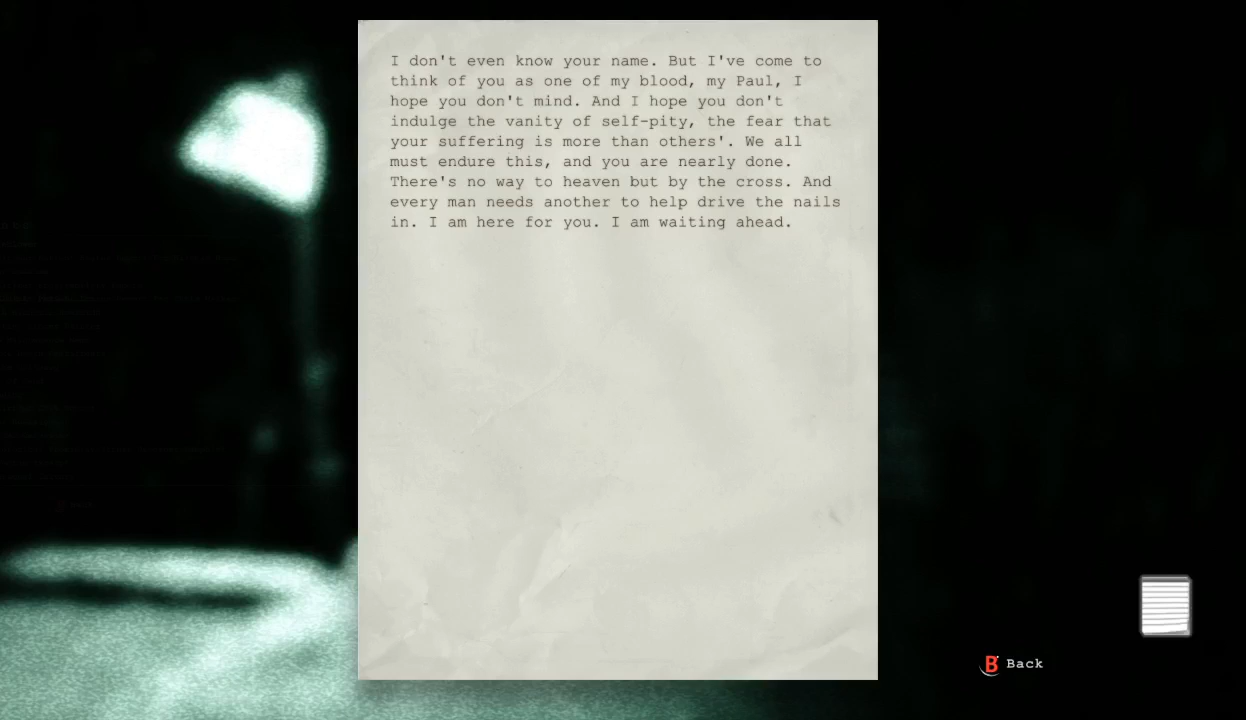 I don't even know your name. But I've come to
think of you as one of my blood, my Paul, I
hope you don't mind. And I hope you don't
indulge the vanity of self-pity, the fear that
your suffering is more than others'. We all
must endure this, and you are nearly done.
There's no way to heaven but by the cross. And
every man needs another to help drive the nails
in. I am here for you. I am waiting ahead.
B Back